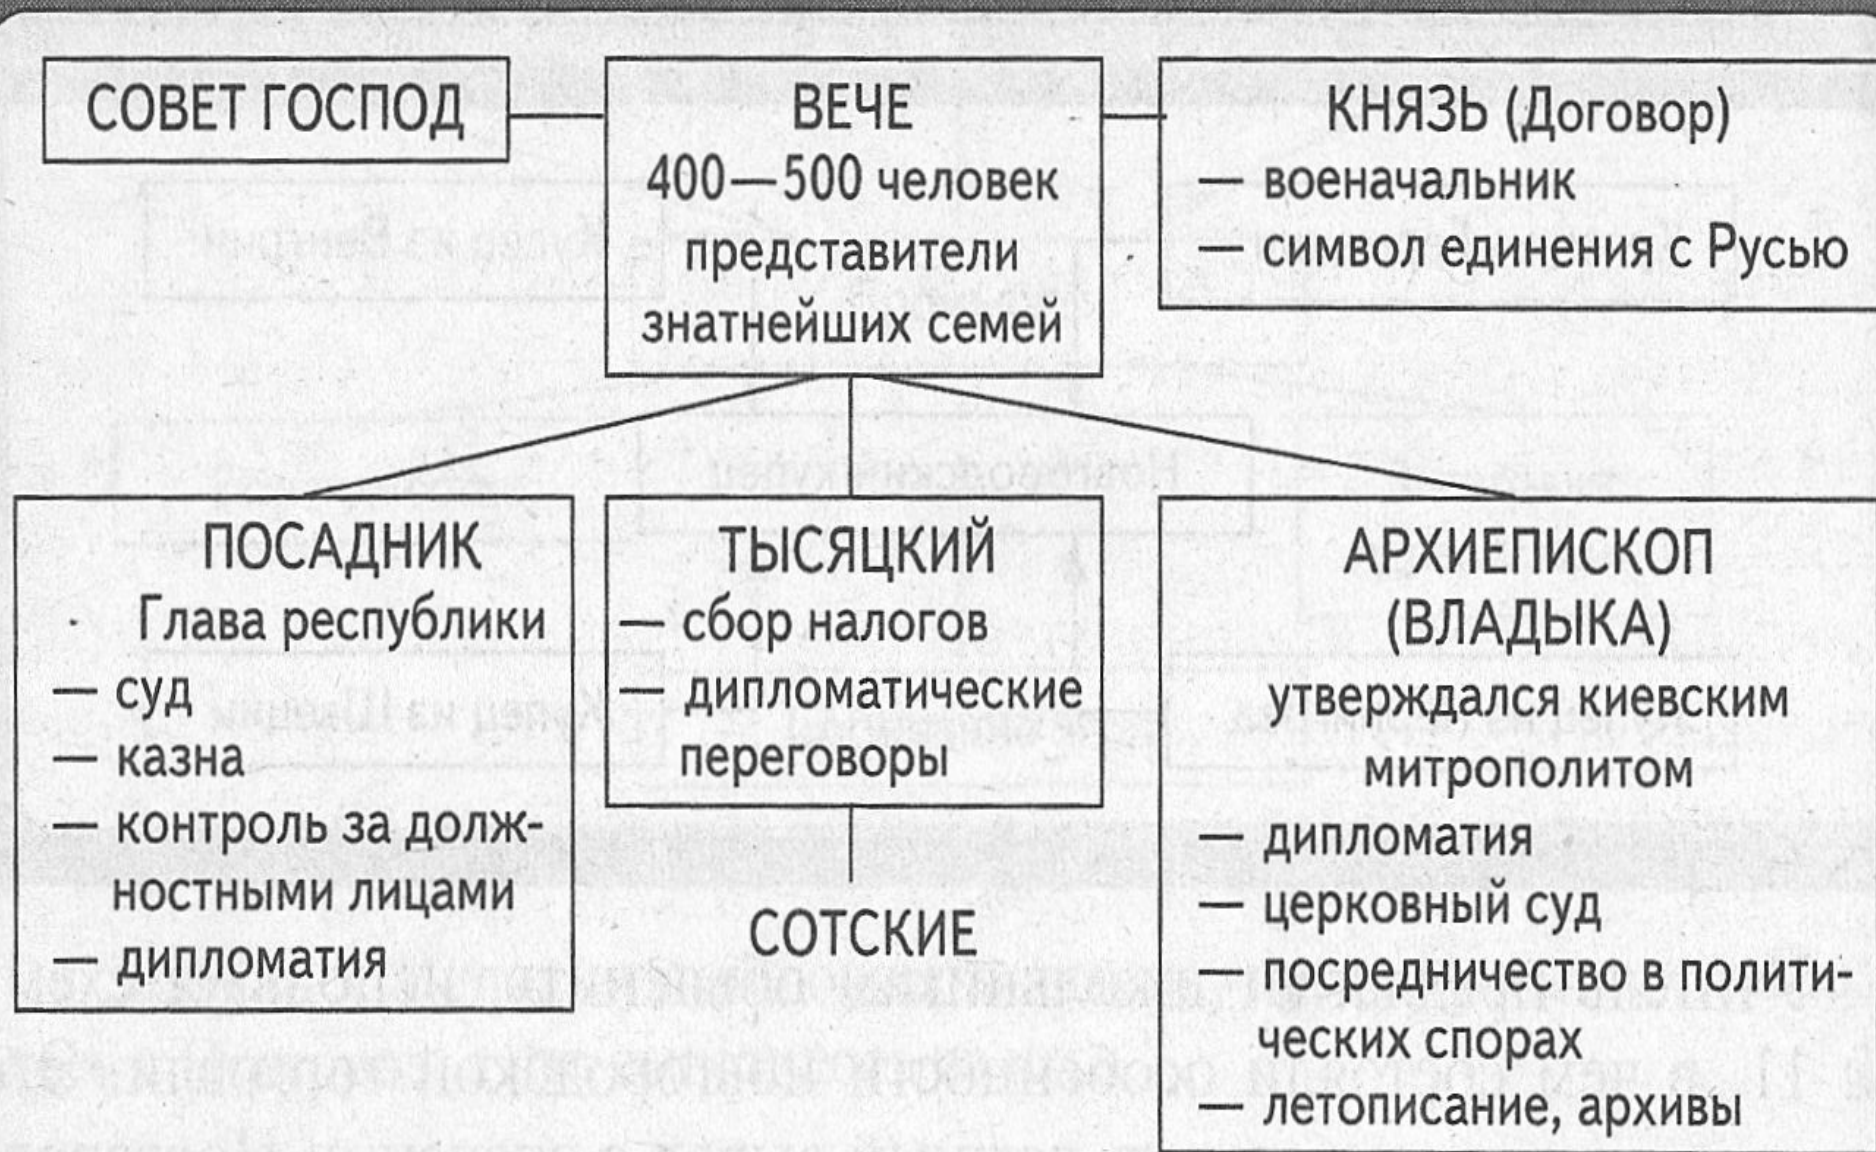 СОВЕТ ГОСПОД
ВЕЧЕ
400—500 человек
представители
знатнейших семей
КНЯЗЬ (Договор)
— военачальник
— символ единения с Русью
ПОСАДНИК
Глава республики
— суд
— казна
— контроль за долж-
ностными лицами
— дипломатия
ТЫСЯЦКИЙ
— сбор налогов
— дипломатические
переговоры
СОТСКИЕ
АРХИЕПИСКОП
(ВЛАДЫКА)
утверждался киевским
митрополитом
— дипломатия
— церковный суд
— посредничество в полити-
ческих спорах
— летописание, архивы